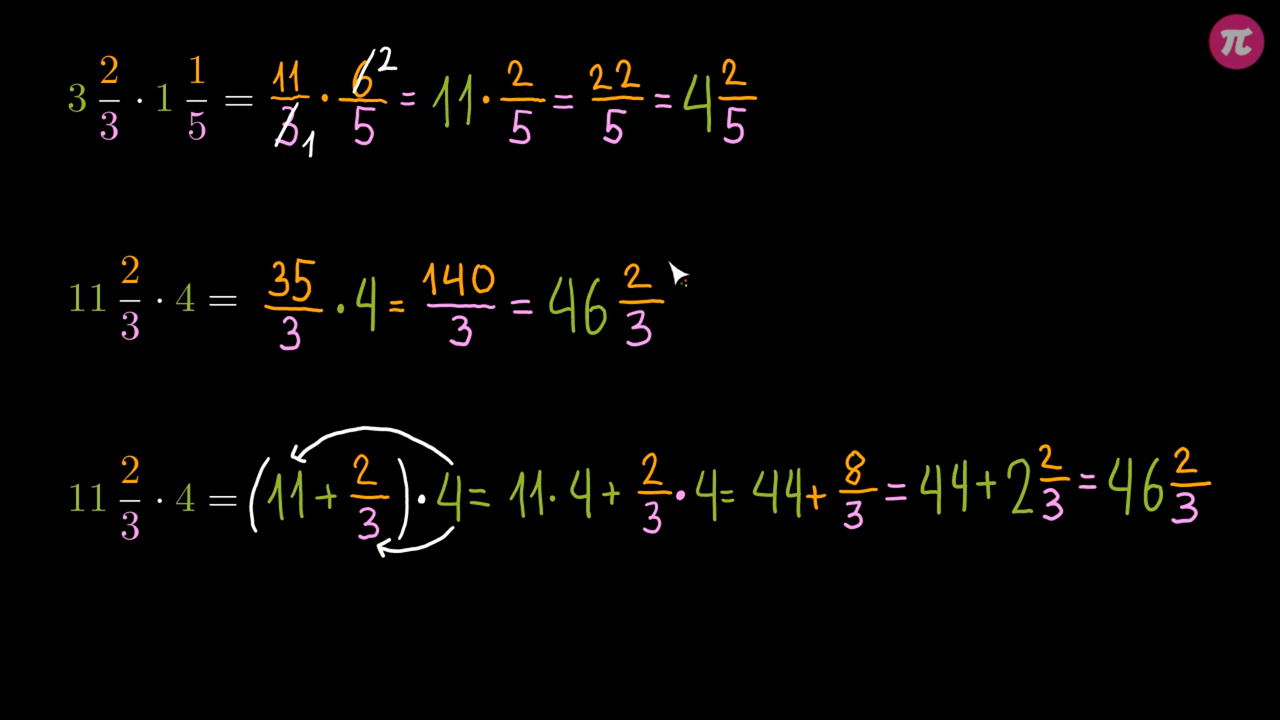 π
3 2/3 · 1 1/5 = 11/3 1 · 6 2/5 = 11 · 2/5 = 22/5 = 4 2/5
11 2/3 · 4 = 35/3 · 4 = 140/3 = 46 2/3
11 2/3 · 4 = (11 + 2/3) · 4 = 11 · 4 + 2/3 · 4 = 44 + 8/3 = 44 + 2 2/3 = 46 2/3